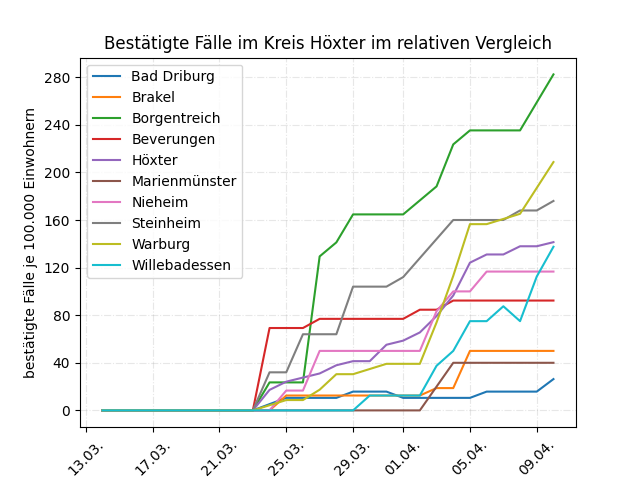 Bestätigte Fälle im Kreis Höxter im relativen Vergleich
bestätigte Fälle je 100.000 Einwohnern
280
240
200
160
120
80
40
0
Bad Driburg
Brakel
Borgentreich
Beverungen
Höxter
Marienmünster
Nieheim
Steinheim
Warburg
Willebadessen
13.03.
17.03.
21.03.
25.03.
29.03.
01.04.
05.04.
09.04.